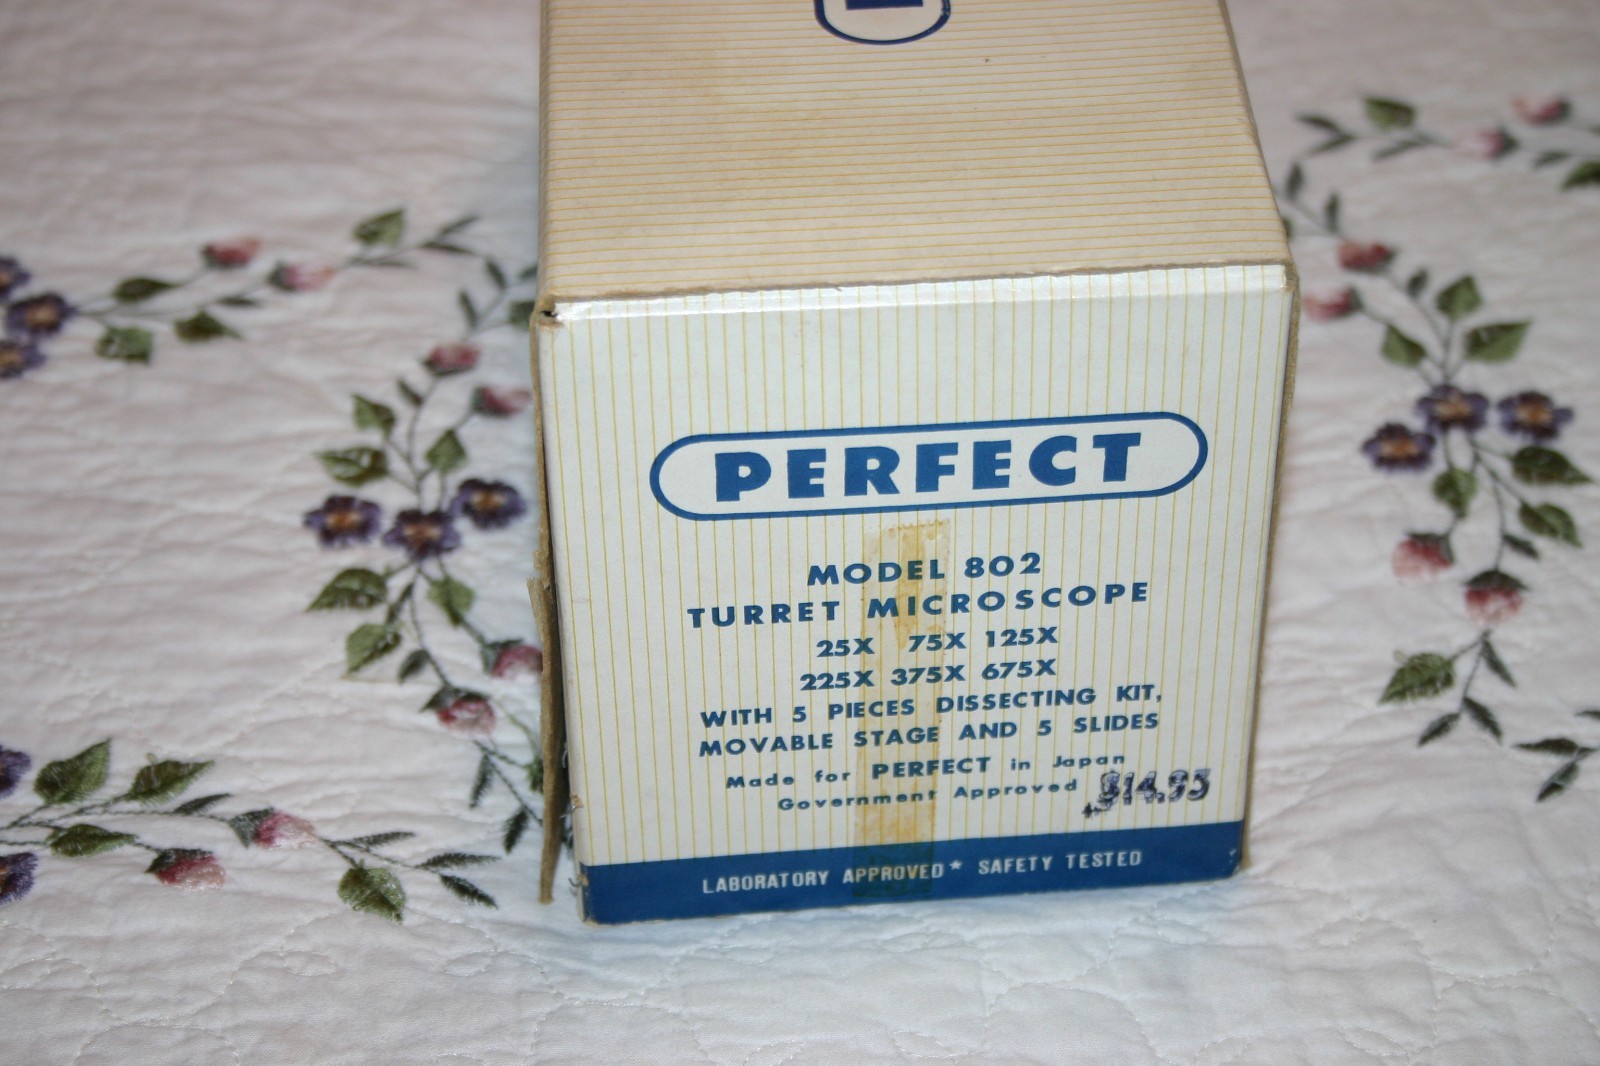 PERFECT
MODEL 802
TURRET MICROSCOPE
25X 75X 125X
225X 375X 675X
WITH 5 PIECES DISSECTING KIT,
MOVABLE STAGE AND 5 SLIDES
Made for PERFECT in Japan
Government Approved $14.95
LABORATORY APPROVED* SAFETY TESTED